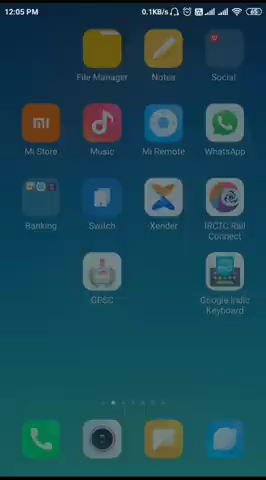 12:05 PM 0.1KB/s
File Manager Notes Social
mi
Mi Store Music Mi Remote WhatsApp
Banking Switch Xender IRCTC Rail
Connect
GPSC Google Indic
Keyboard